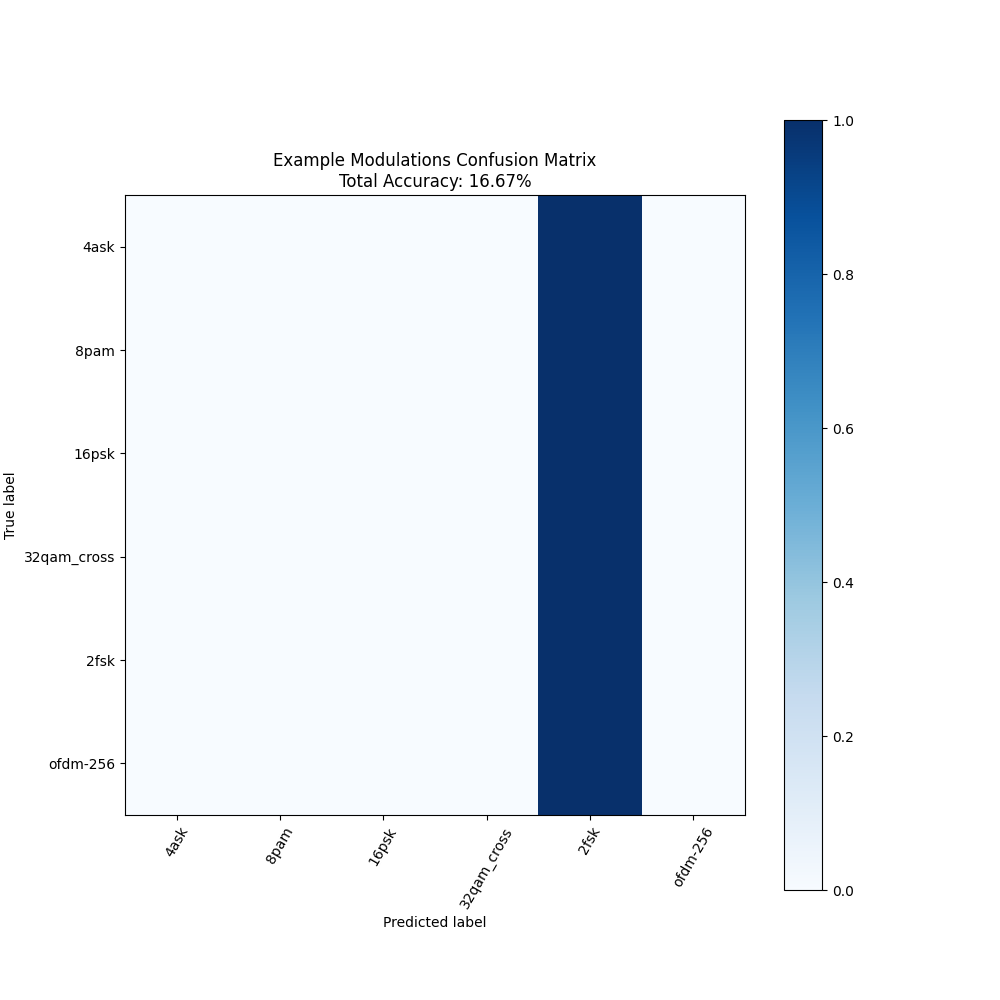 Example Modulations Confusion Matrix
Total Accuracy: 16.67%
True label
4ask
8pam
16psk
32qam_cross
2fsk
ofdm-256
4ask
8pam
16psk
32qam_cross
2fsk
ofdm-256
Predicted label
1.0
0.8
0.6
0.4
0.2
0.0